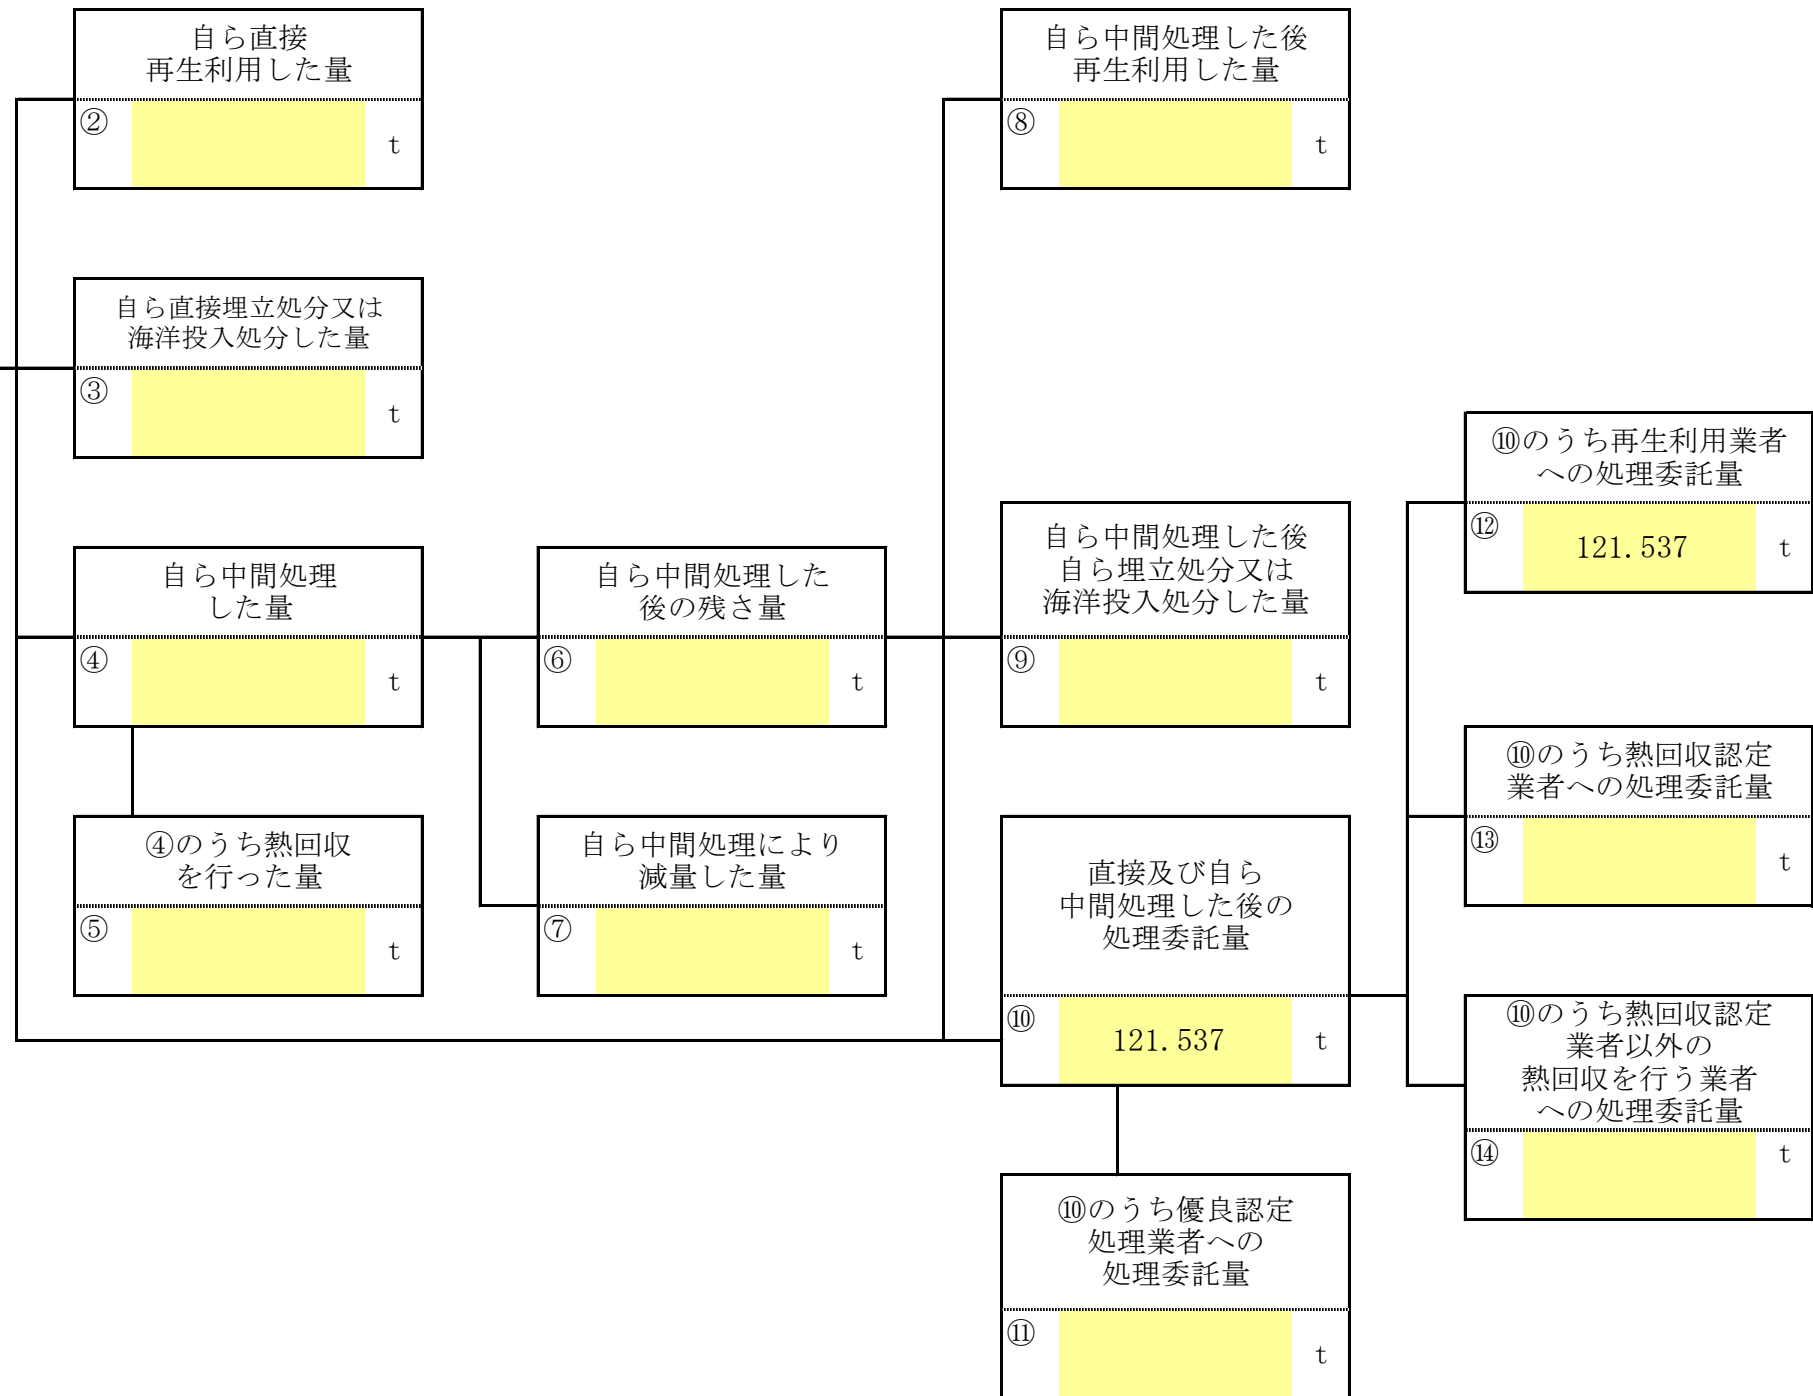 自ら直接
再生利用した量
②
t
自ら中間処理した後
再生利用した量
⑧
t
自ら直接埋立処分又は
海洋投入処分した量
③
t
⑩のうち再生利用業者
への処理委託量
⑫
121.537
t
自ら中間処理
した量
④
t
自ら中間処理した
後の残さ量
⑥
t
自ら中間処理した後
自ら埋立処分又は
海洋投入処分した量
⑨
t
⑩のうち熱回収認定
業者への処理委託量
⑬
t
④のうち熱回収
を行った量
⑤
t
自ら中間処理により
減量した量
⑦
t
直接及び自ら
中間処理した後の
処理委託量
⑩
121.537
t
⑩のうち熱回収認定
業者以外の
熱回収を行う業者
への処理委託量
⑭
t
⑩のうち優良認定
処理業者への
処理委託量
⑪
t